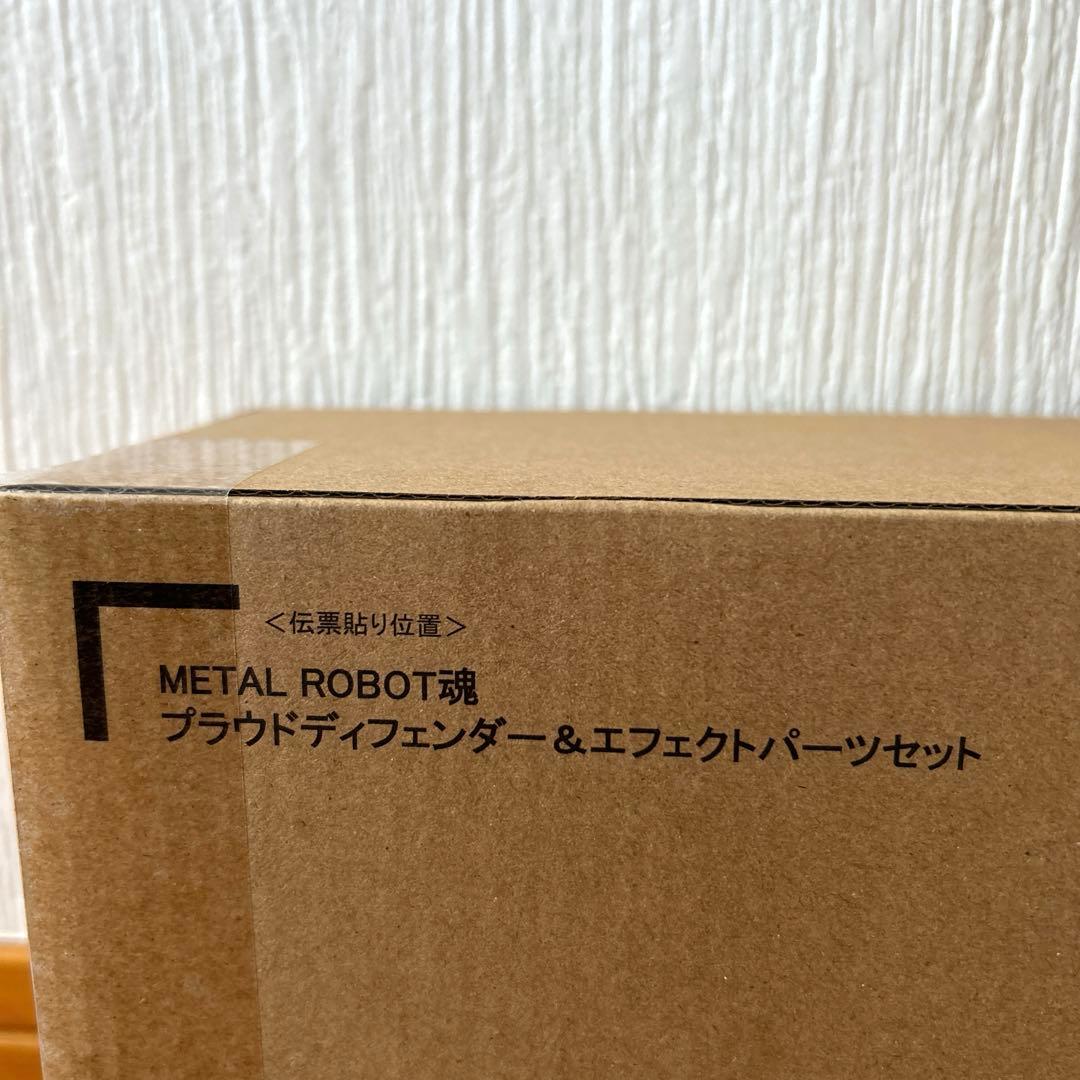 ＜伝票貼り位置＞
METAL ROBOT魂
プラウドディフェンダー＆エフェクトパーツセット